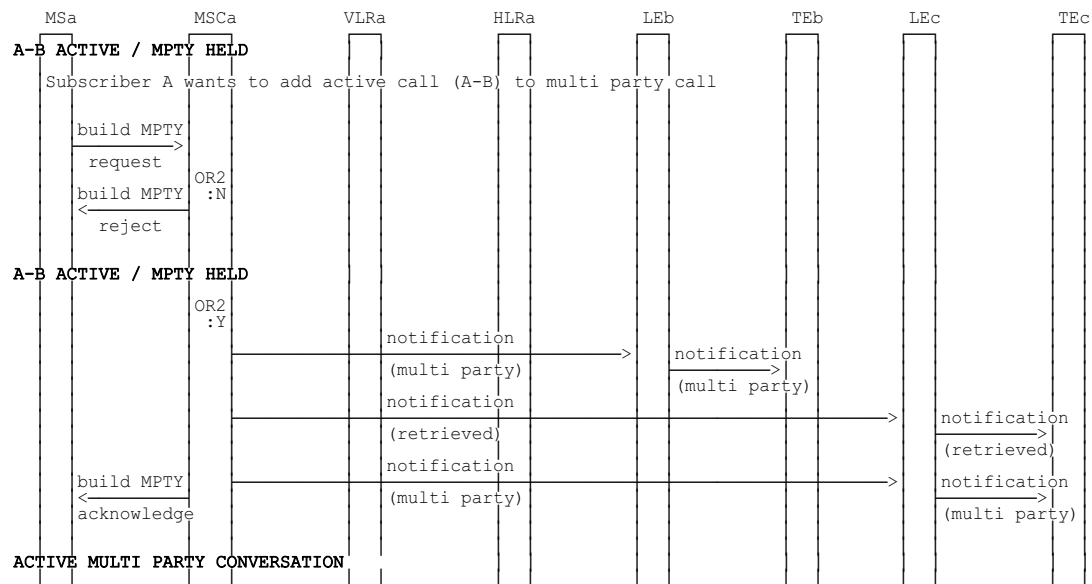 MSa MSCa VLRa HLRa LEb TEb LEc TEc
A-B ACTIVE / MPTY HELD
Subscriber A wants to add active call (A-B) to multi party call
build MPTY
request
OR2
build MPTY :N
reject
A-B ACTIVE / MPTY HELD
OR2
:Y
notification
notification
(multi party)
(multi party)
notification
notification
(retrieved)
(retrieved)
notification
build MPTY notification
(multi party)
acknowledge (multi party)
ACTIVE MULTI PARTY CONVERSATION